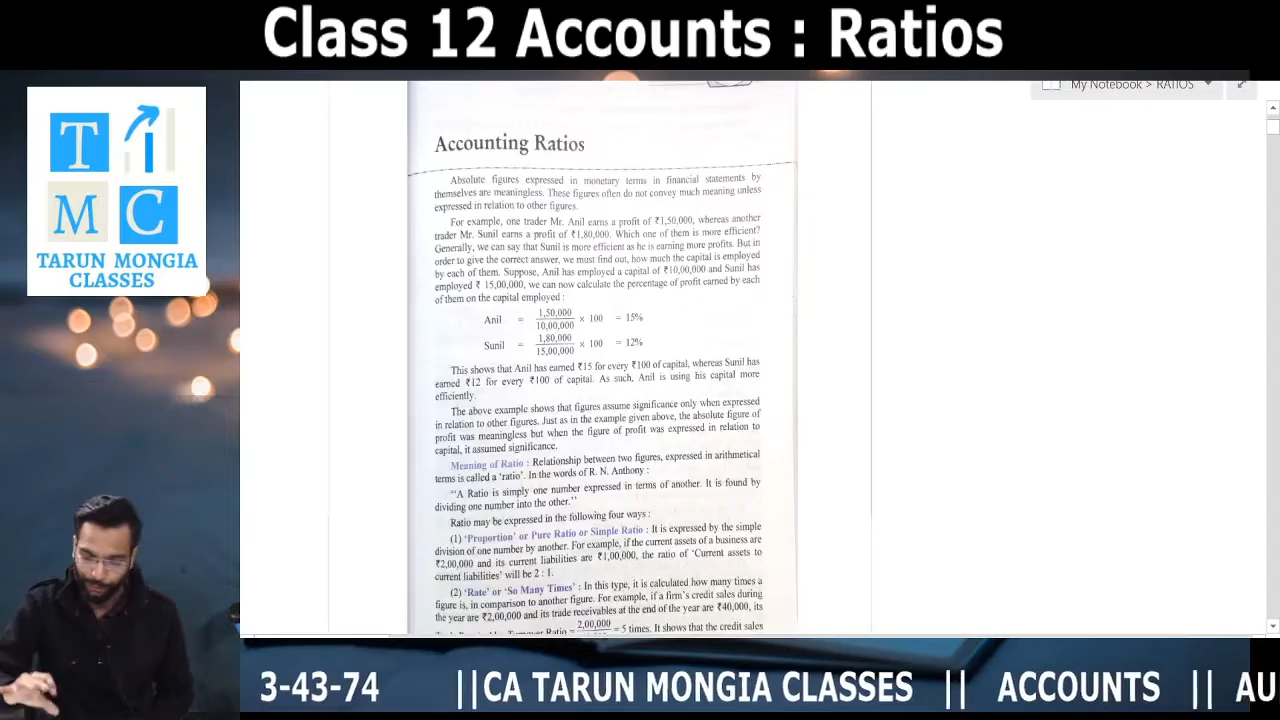 Class 12 Accounts : Ratios
T
M C
TARUN MONGIA
CLASSES
My Notebook > RATIOS
Accounting Ratios
Absolute figures expressed in monetary terms in financial statements by
themselves are meaningless. These figures often do not convey much meaning unless
expressed in relation to other figures.
For example, one trader Mr. Anil earns a profit of ₹1,50,000, whereas another
trader Mr. Sunil earns a profit of ₹1,80,000. Which one of them is more efficient?
Generally, we can say that Sunil is more efficient as he is earning more profits. But in
order to give the correct answer, we must find out, how much the capital is employed
by each of them. Suppose, Anil has employed a capital of ₹10,00,000 and Sunil has
employed ₹ 15,00,000, we can now calculate the percentage of profit earned by each
of them on the capital employed :
Anil = 1,50,000 / 10,00,000 × 100 = 15%
Sunil = 1,80,000 / 15,00,000 × 100 = 12%
This shows that Anil has earned ₹15 for every ₹100 of capital, whereas Sunil has
earned ₹12 for every ₹100 of capital. As such, Anil is using his capital more
efficiently.
The above example shows that figures assume significance only when expressed
in relation to other figures. Just as in the example given above, the absolute figure of
profit was meaningless but when the figure of profit was expressed in relation to
capital, it assumed significance.
Meaning of Ratio : Relationship between two figures, expressed in arithmetical
terms is called a 'ratio'. In the words of R. N. Anthony :
"A Ratio is simply one number expressed in terms of another. It is found by
dividing one number into the other."
Ratio may be expressed in the following four ways :
(1) 'Proportion' or Pure Ratio or Simple Ratio : It is expressed by the simple
division of one number by another. For example, if the current assets of a business are
₹2,00,000 and its current liabilities are ₹1,00,000, the ratio of 'Current assets to
current liabilities' will be 2 : 1.
(2) 'Rate' or 'So Many Times' : In this type, it is calculated how many times a
figure is, in comparison to another figure. For example, if a firm's credit sales during
the year are ₹2,00,000 and its trade receivables at the end of the year are ₹40,000, its
Ratio = 2,00,000 = 5 times. It shows that the credit sales
3-43-74 ||CA TARUN MONGIA CLASSES || ACCOUNTS || AU